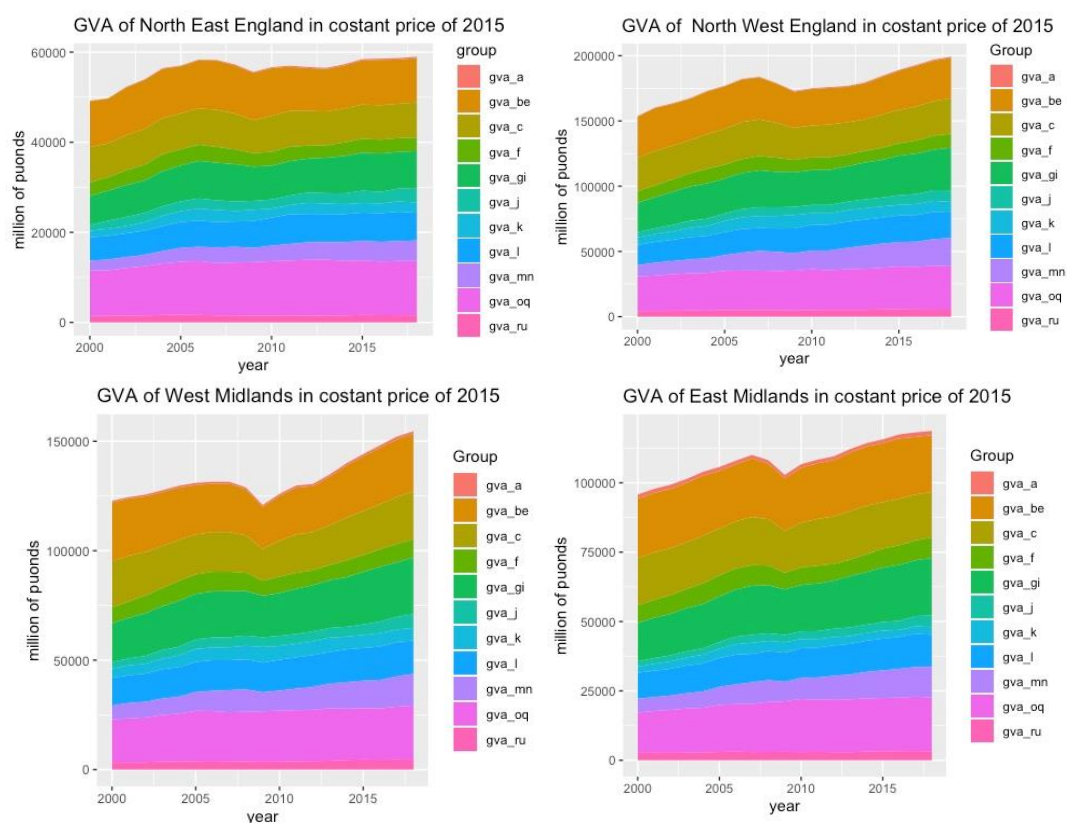 GVA of North East England in costant price of 2015
60000
40000
20000
0
million of puonds
2000
2005
2010
2015
year
group
gva_a
gva_be
gva_c
gva_f
gva_gi
gva_j
gva_k
gva_l
gva_mn
gva_oq
gva_ru
GVA of  North West England in costant price of 2015
200000
150000
100000
50000
0
million of puonds
2000
2005
2010
2015
year
Group
gva_a
gva_be
gva_c
gva_f
gva_gi
gva_j
gva_k
gva_l
gva_mn
gva_oq
gva_ru
GVA of West Midlands in costant price of 2015
150000
100000
50000
0
million of puonds
2000
2005
2010
2015
year
Group
gva_a
gva_be
gva_c
gva_f
gva_gi
gva_j
gva_k
gva_l
gva_mn
gva_oq
gva_ru
GVA of East Midlands in costant price of 2015
100000
75000
50000
25000
0
million of puonds
2000
2005
2010
2015
year
Group
gva_a
gva_be
gva_c
gva_f
gva_gi
gva_j
gva_k
gva_l
gva_mn
gva_oq
gva_ru